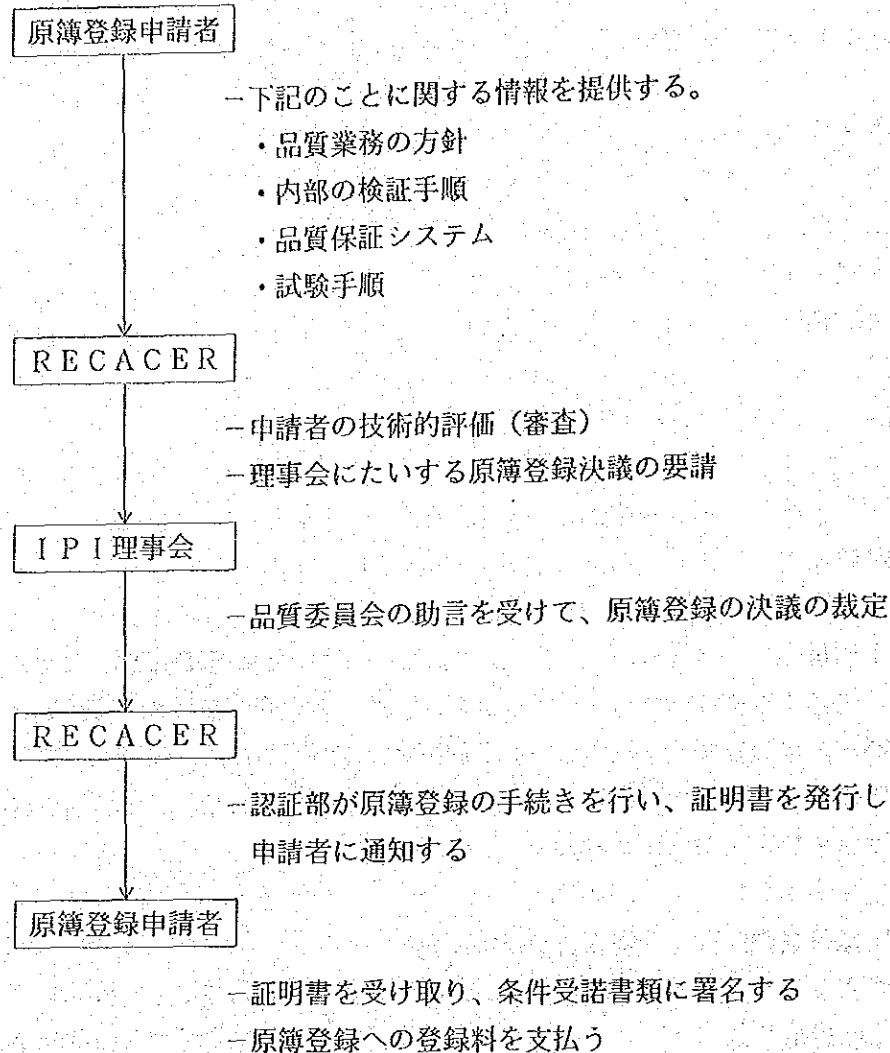 原簿登録申請者
－下記のことに関する情報を提供する。
・品質業務の方針
・内部の検証手順
・品質保証システム
・試験手順
RECACER
－申請者の技術的評価（審査）
－理事会にたいする原簿登録決議の要請
IPI理事会
－品質委員会の助言を受けて、原簿登録の決議の裁定
RECACER
－認証部が原簿登録の手続きを行い、証明書を発行し
申請者に通知する
原簿登録申請者
－証明書を受け取り、条件受諾書類に署名する
－原簿登録への登録料を支払う